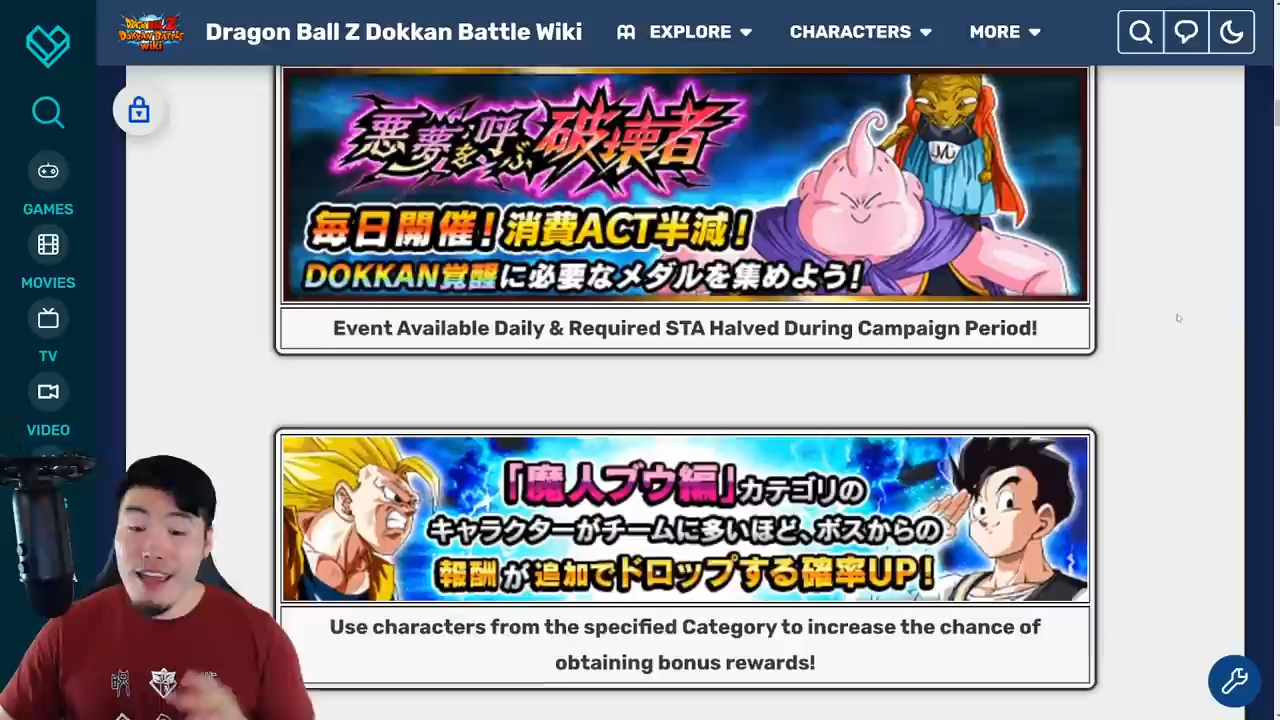 DRAGON BALL Z
DOKKAN BATTLE
WIKI
Dragon Ball Z Dokkan Battle Wiki
EXPLORE
CHARACTERS
MORE
GAMES
MOVIES
TV
VIDEO
悪夢を呼ぶ破壊者
毎日開催!消費ACT半減!
DOKKAN覚醒に必要なメダルを集めよう!
M
Event Available Daily & Required STA Halved During Campaign Period!
「魔人ブウ編」カテゴリの
キャラクターがチームに多いほど、ボスからの
報酬が追加でドロップする確率UP!
Use characters from the specified Category to increase the chance of
obtaining bonus rewards!
呪